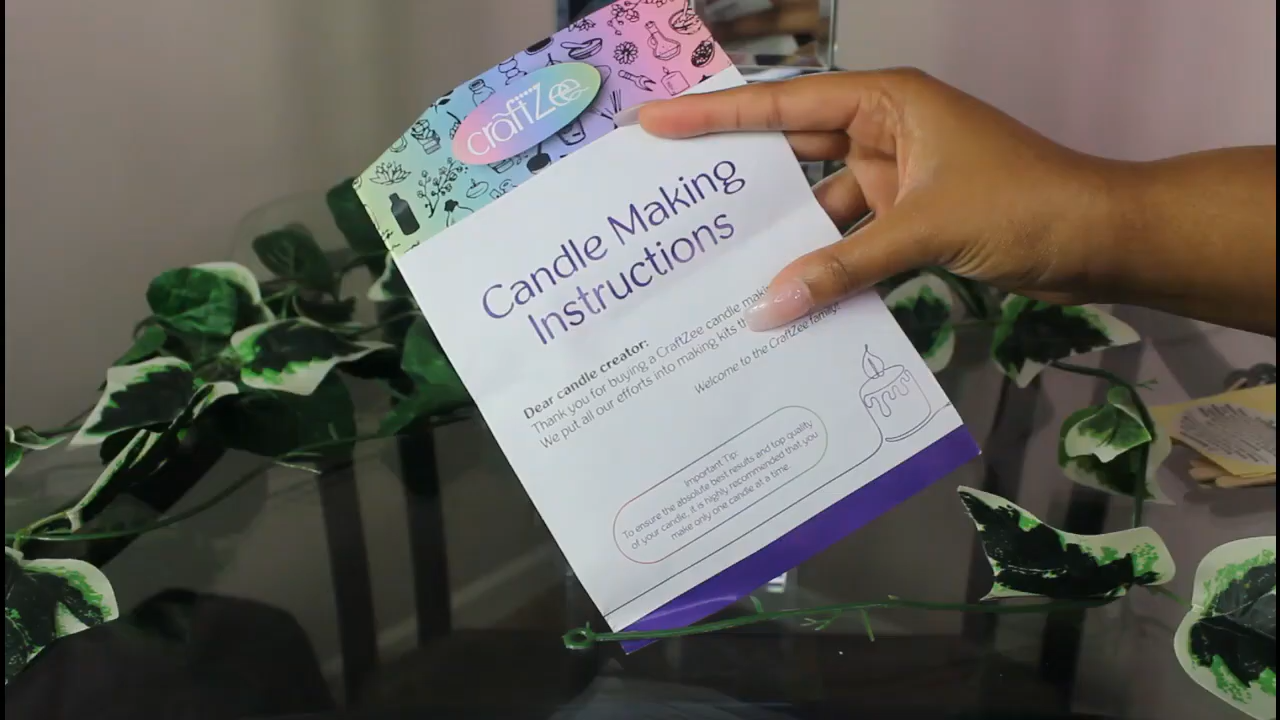 craftZee
Candle Making
Instructions
Dear candle creator:
Thank you for buying a CraftZee candle
We put all our efforts into making kits
Welcome to the CraftZee family.
Important Tip:
To ensure the absolute best results and top quality
of your candle, it is highly recommended that you
make only one candle at a time.